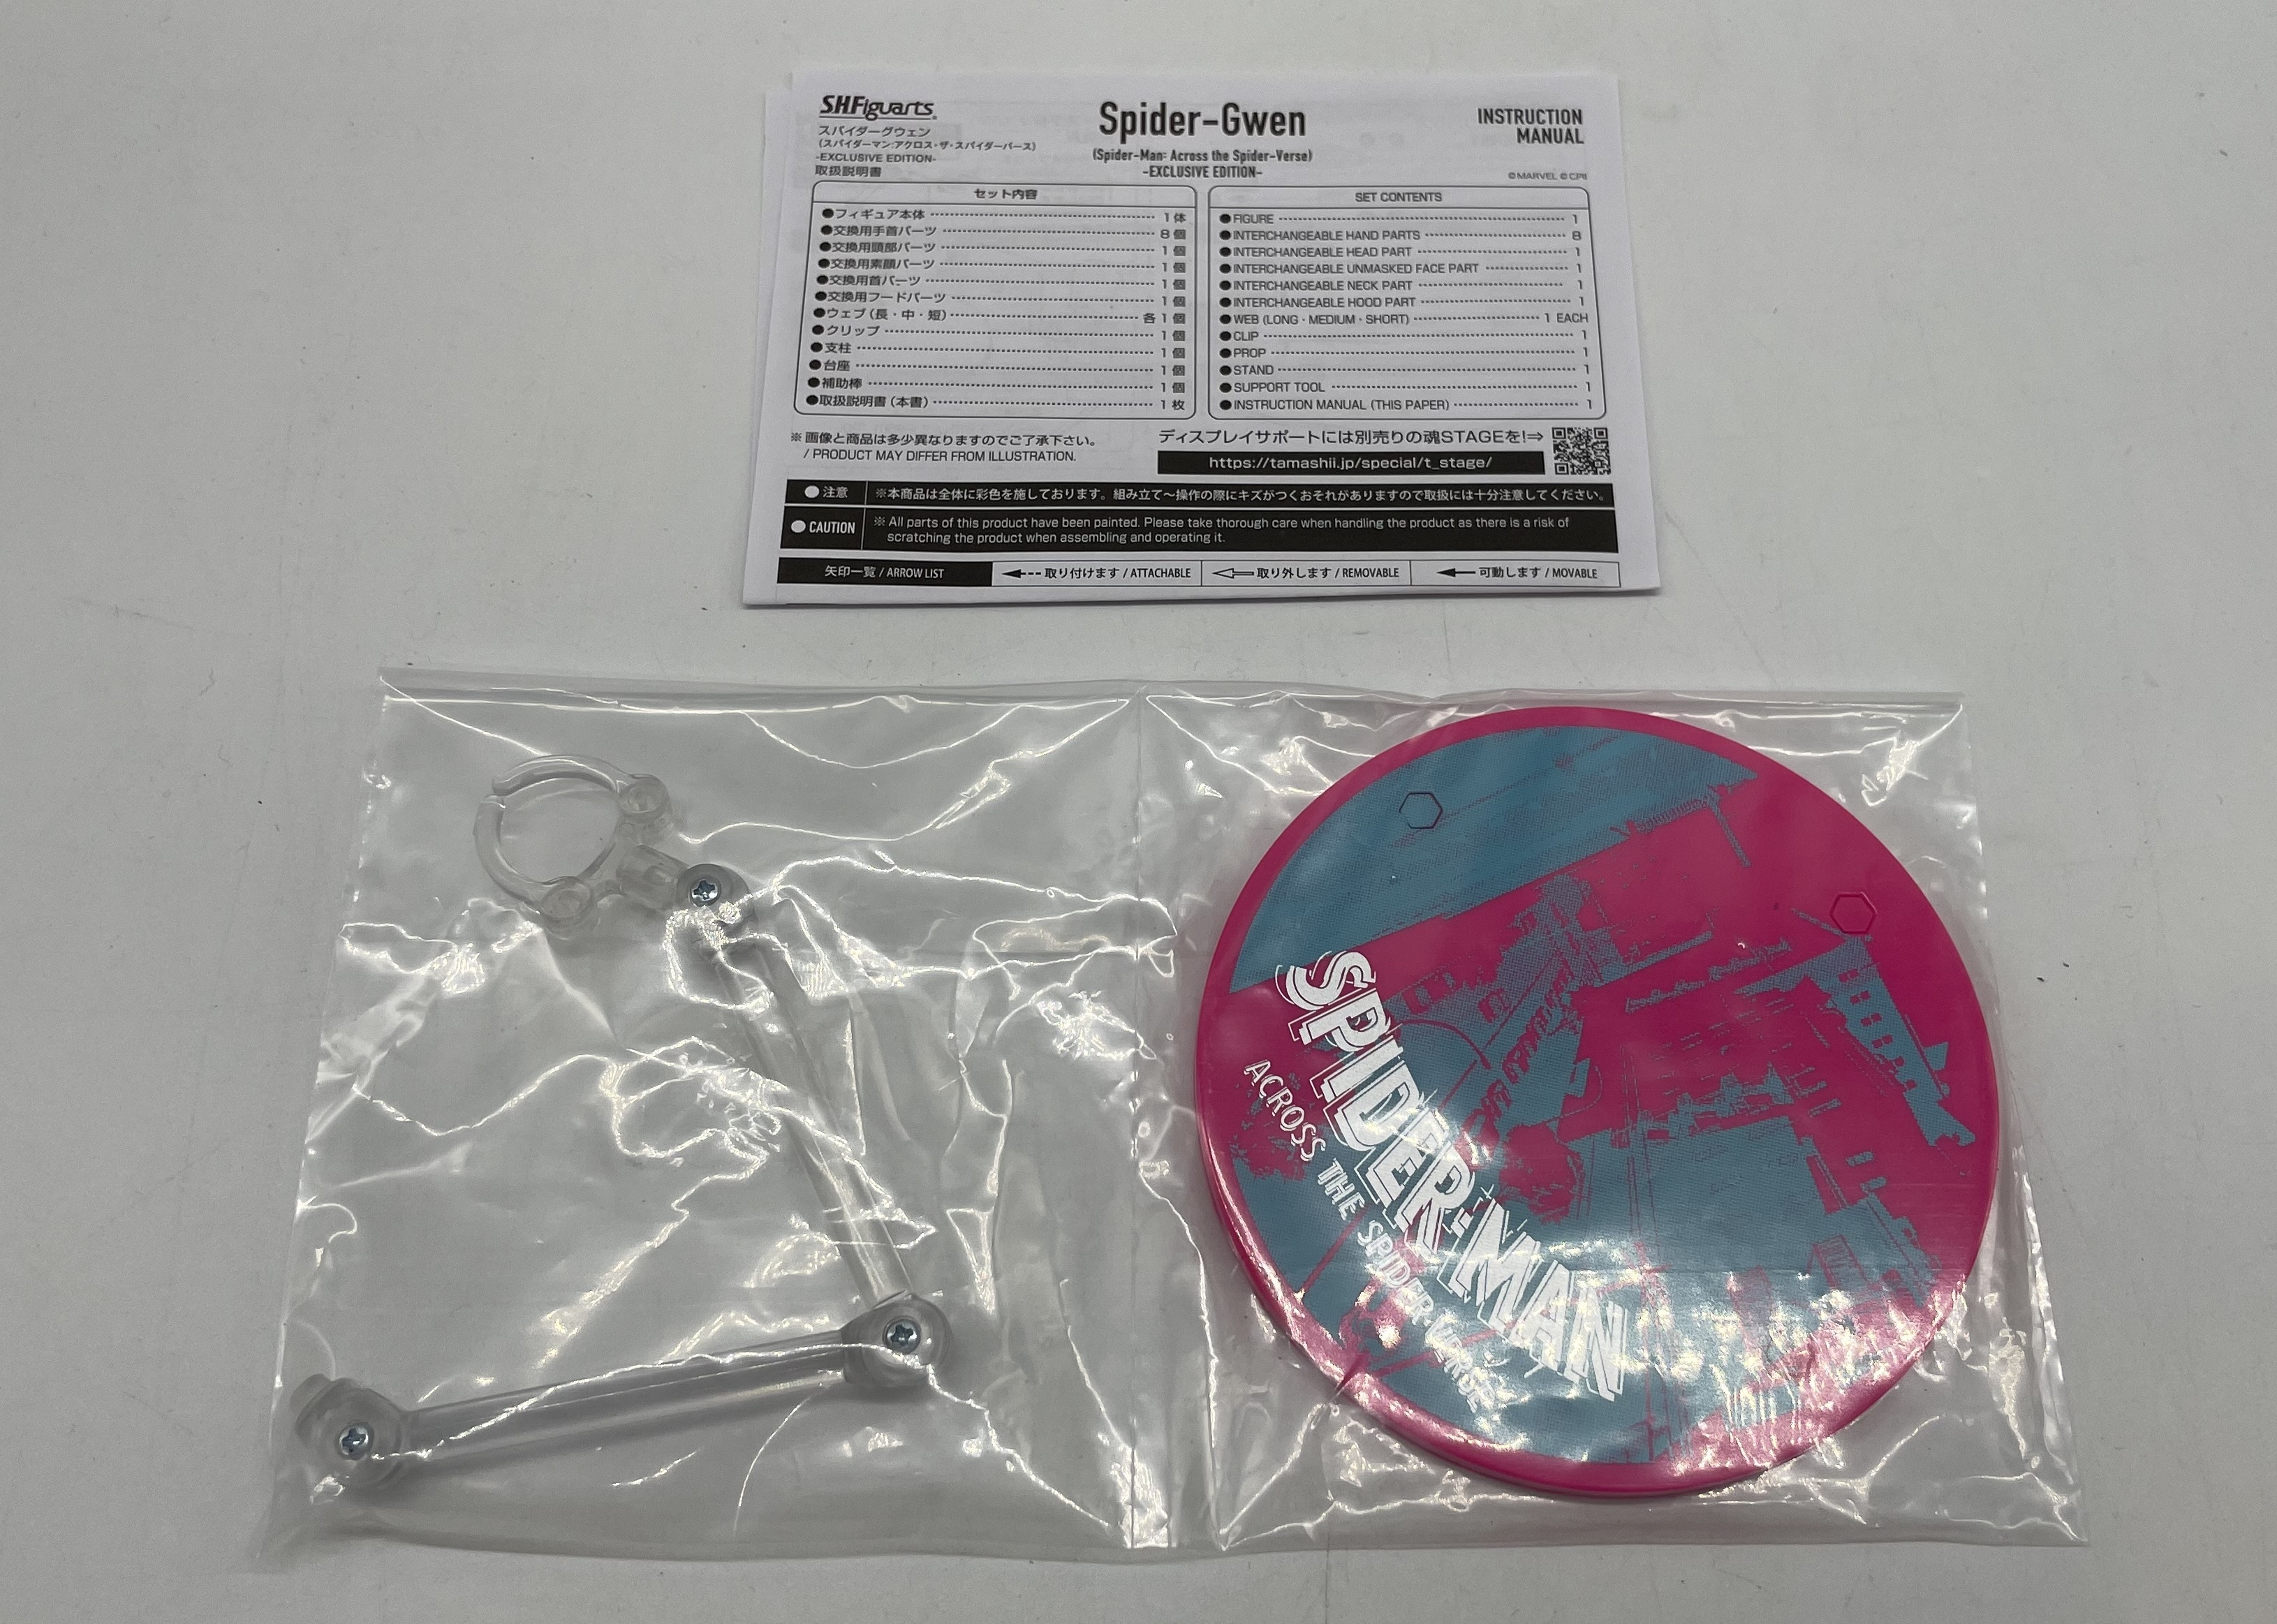 SHFiguarts
スパイダーグウェン
(スパイダーマン:アクロス・ザ・スパイダーバース)
-EXCLUSIVE EDITION-
取扱説明書
Spider-Gwen
(Spider-Man: Across the Spider-Verse)
-EXCLUSIVE EDITION-
INSTRUCTION
MANUAL
© MARVEL © CPII
セット内容
●フィギュア本体 1体
●交換用手首パーツ 8個
●交換用頭部パーツ 1個
●交換用素顔パーツ 1個
●交換用首パーツ 1個
●交換用フードパーツ 1個
●ウェブ(長・中・短) 各1個
●クリップ 1個
●支柱 1個
●台座 1個
●補助棒 1個
●取扱説明書(本書) 1枚
SET CONTENTS
●FIGURE 1
●INTERCHANGEABLE HAND PARTS 8
●INTERCHANGEABLE HEAD PART 1
●INTERCHANGEABLE UNMASKED FACE PART 1
●INTERCHANGEABLE NECK PART 1
●INTERCHANGEABLE HOOD PART 1
●WEB (LONG・MEDIUM・SHORT) 1 EACH
●CLIP 1
●PROP 1
●STAND 1
●SUPPORT TOOL 1
●INSTRUCTION MANUAL (THIS PAPER) 1
※画像と商品は多少異なりますのでご了承下さい。
/ PRODUCT MAY DIFFER FROM ILLUSTRATION.
ディスプレイサポートには別売りの魂STAGEを!⇒
https://tamashii.jp/special/t_stage/
●注意 ※本商品は全体に彩色を施しております。組み立て〜操作の際にキズがつくおそれがありますので取扱には十分注意してください。
●CAUTION ※All parts of this product have been painted. Please take thorough care when handling the product as there is a risk of
scratching the product when assembling and operating it.
矢印一覧 / ARROW LIST 取り付けます / ATTACHABLE 取り外します / REMOVABLE 可動します / MOVABLE
SPIDER-MAN
ACROSS THE SPIDER-VERSE